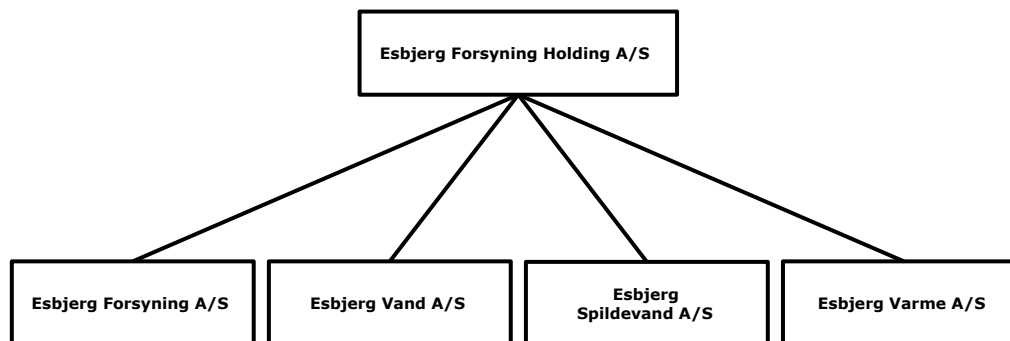 Esbjerg Forsyning Holding A/S
Esbjerg Forsyning A/S
Esbjerg Vand A/S
Esbjerg
Spildevand A/S
Esbjerg Varme A/S